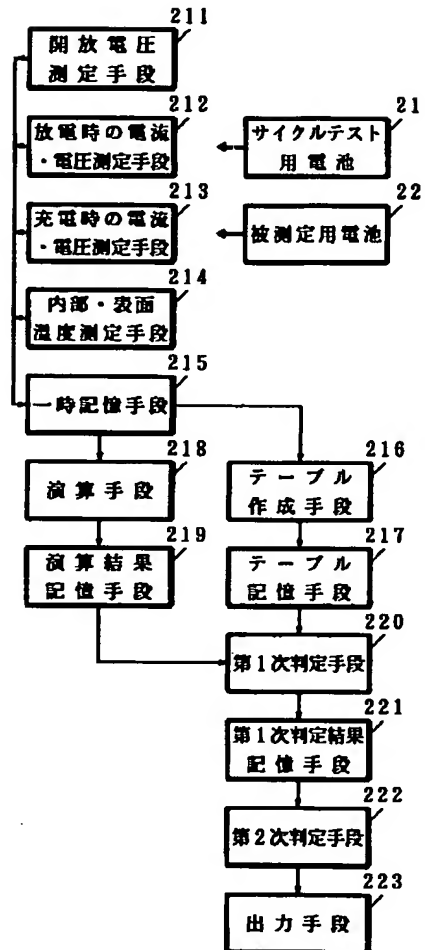 211
開放電圧
測定手段
212
放電時の電流
・電圧測定手段
21
サイクルテスト
用電池
213
充電時の電流
・電圧測定手段
22
被測定用電池
214
内部・表面
温度測定手段
215
一時記憶手段
218
演算手段
216
テーブル
作成手段
219
演算結果
記憶手段
217
テーブル
記憶手段
220
第1次判定手段
221
第1次判定結果
記憶手段
222
第2次判定手段
223
出力手段